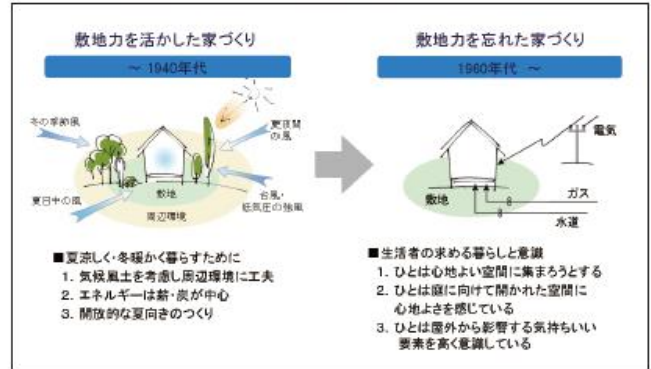 敷地力を活かした家づくり
～ 1940年代
冬の季節風
夏夜間
の風
夏日中の風
敷地
周辺環境
台風・
低気圧の強風
■夏涼しく・冬暖かく暮らすために
1. 気候風土を考慮し周辺環境に工夫
2. エネルギーは薪・炭が中心
3. 開放的な夏向きのつくり
敷地力を忘れた家づくり
1960年代 ～
電気
敷地
ガス
水道
■生活者の求める暮らしと意識
1. ひとは心地よい空間に集まろうとする
2. ひとは庭に向けて開かれた空間に
心地よさを感じている
3. ひとは屋外から影響する気持ちいい
要素を高く意識している